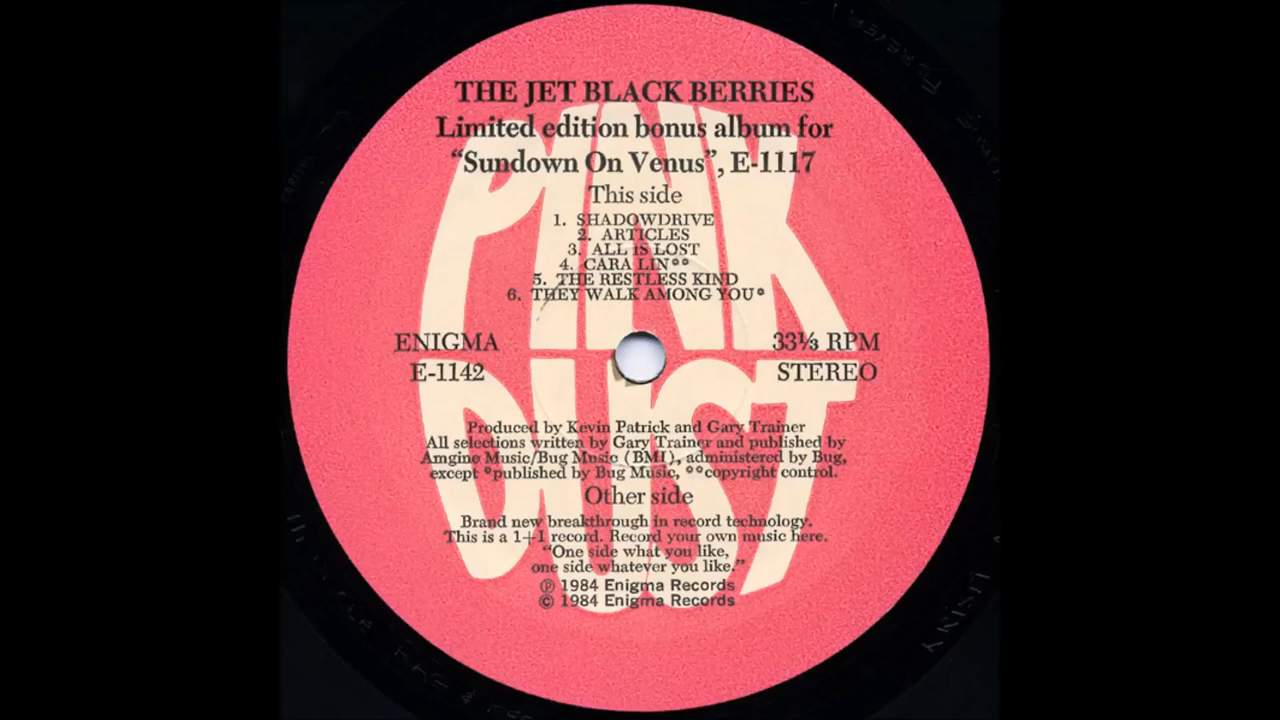 THE JET BLACK BERRIES
Limited edition bonus album for
“Sundown On Venus”, E-1117
This side
1. SHADOWDRIVE
2. ARTICLES
3. ALL IS LOST
4. CARA LIN**
5. THE RESTLESS KIND
6. THEY WALK AMONG YOU*
PINK
ENIGMA 33⅓ RPM
E-1142 STEREO
DUST
Produced by Kevin Patrick and Gary Trainer
All selections written by Gary Trainer and published by
Amgine Music/Bug Music (BMI), administered by Bug,
except *published by Bug Music, **copyright control.
Other side
Brand new breakthrough in record technology.
This is a 1+1 record. Record your own music here.
“One side what you like,
one side whatever you like.”
℗ 1984 Enigma Records
© 1984 Enigma Records